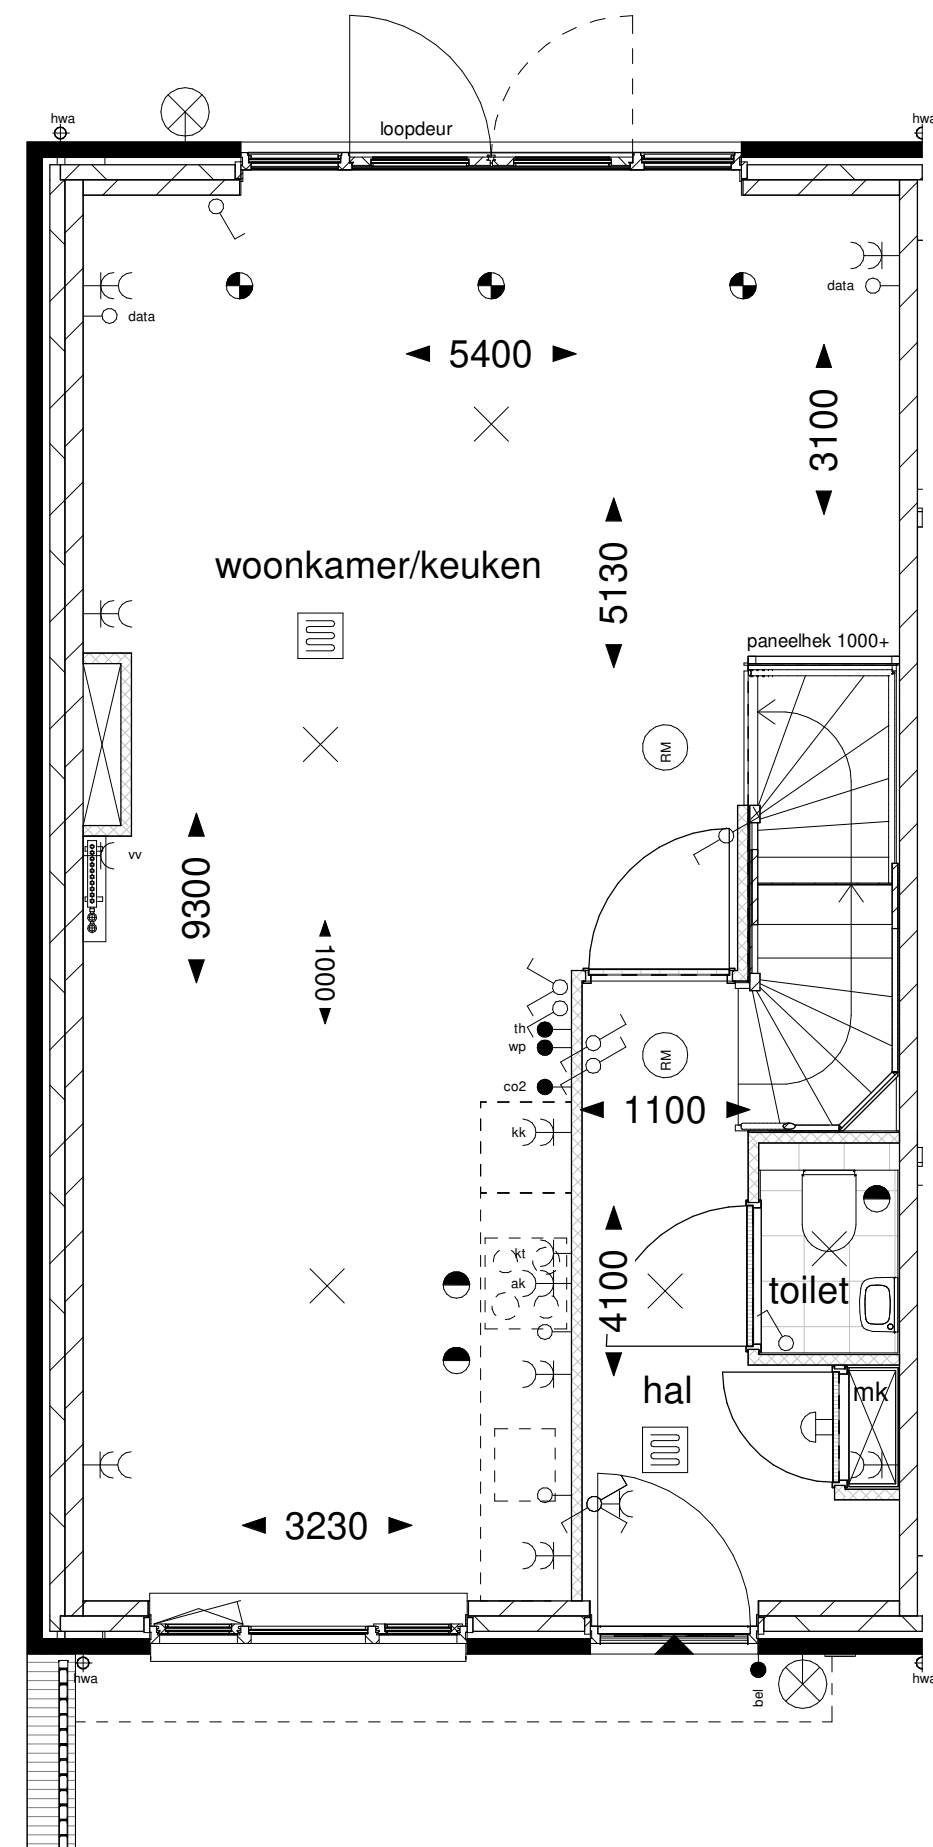 hwa
hwa
loopdeur
data
data
5400
3100
woonkamer/keuken
5130
paneelhek 1000+
RM
vv
9300
1000
th
wp
RM
co2
1100
kk
kt
ak
4100
toilet
hal
mk
3230
hwa
hwa
bel